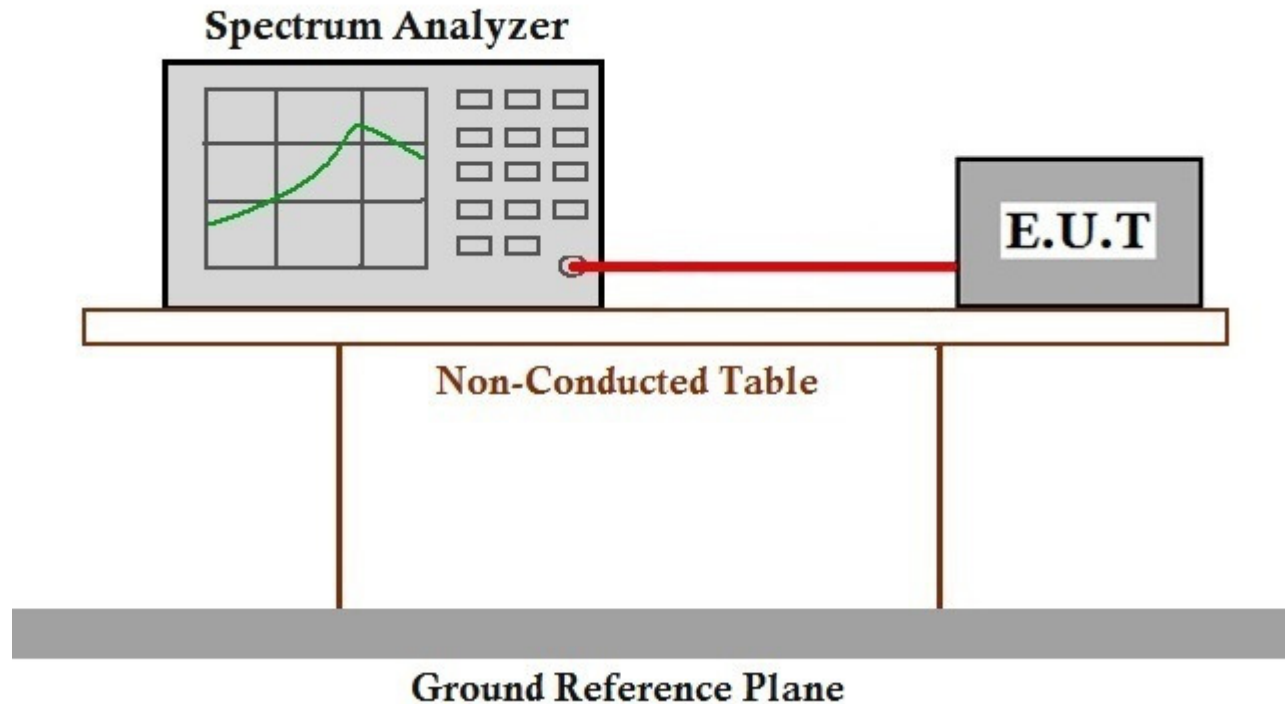 Spectrum Analyzer
E.U.T
Non-Conducted Table
Ground Reference Plane